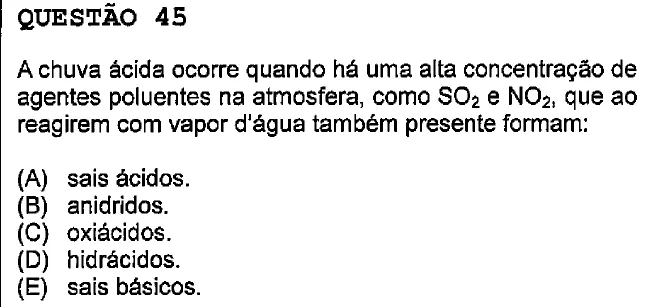 QUESTÃO 45
A chuva ácida ocorre quando há uma alta concentração de
agentes poluentes na atmosfera, como SO₂ e NO₂, que ao
reagirem com vapor d'água também presente formam:
(A) sais ácidos.
(B) anidridos.
(C) oxiácidos.
(D) hidrácidos.
(E) sais básicos.